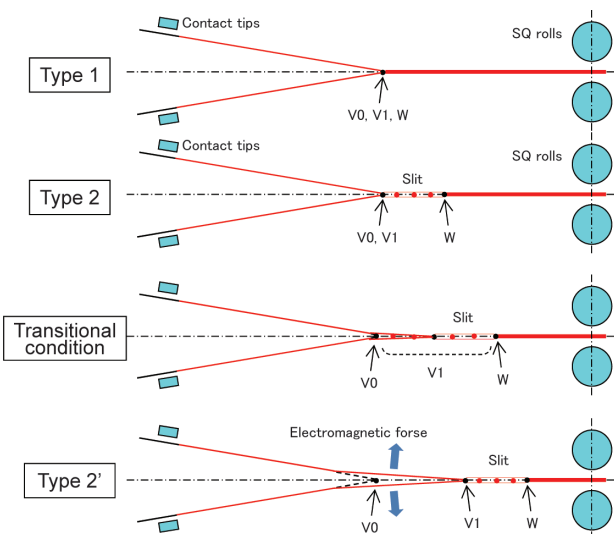 Contact tips
SQ rolls
Type 1
V0, V1, W
Contact tips
SQ rolls
Slit
Type 2
V0, V1
W
Slit
Transitional
condition
V0
V1
W
Electromagnetic forse
Slit
Type 2'
V0
V1
W